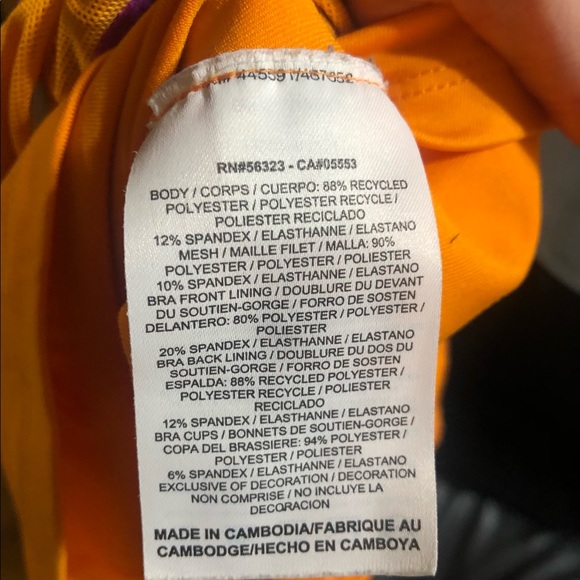 RN#56323 - CA#05553
BODY / CORPS / CUERPO: 88% RECYCLED
POLYESTER / POLYESTER RECYCLE /
POLIESTER RECICLADO
12% SPANDEX / ELASTHANNE / ELASTANO
MESH / MAILLE FILET / MALLA: 90%
POLYESTER / POLYESTER / POLIESTER
10% SPANDEX / ELASTHANNE / ELASTANO
BRA FRONT LINING / DOUBLURE DU DEVANT
DU SOUTIEN-GORGE / FORRO DE SOSTEN
DELANTERO: 80% POLYESTER / POLYESTER /
POLIESTER
20% SPANDEX / ELASTHANNE / ELASTANO
BRA BACK LINING / DOUBLURE DU DOS DU
SOUTIEN-GORGE / FORRO DE SOSTEN
ESPALDA: 88% RECYCLED POLYESTER /
POLYESTER RECYCLE / POLIESTER
RECICLADO
12% SPANDEX / ELASTHANNE / ELASTANO
BRA CUPS / BONNETS DE SOUTIEN-GORGE /
COPA DEL BRASSIERE: 94% POLYESTER /
POLYESTER / POLIESTER
6% SPANDEX / ELASTHANNE / ELASTANO
EXCLUSIVE OF DECORATION / DECORATION
NON COMPRISE / NO INCLUYE LA
DECORACION
MADE IN CAMBODIA/FABRIQUE AU
CAMBODGE/HECHO EN CAMBOYA